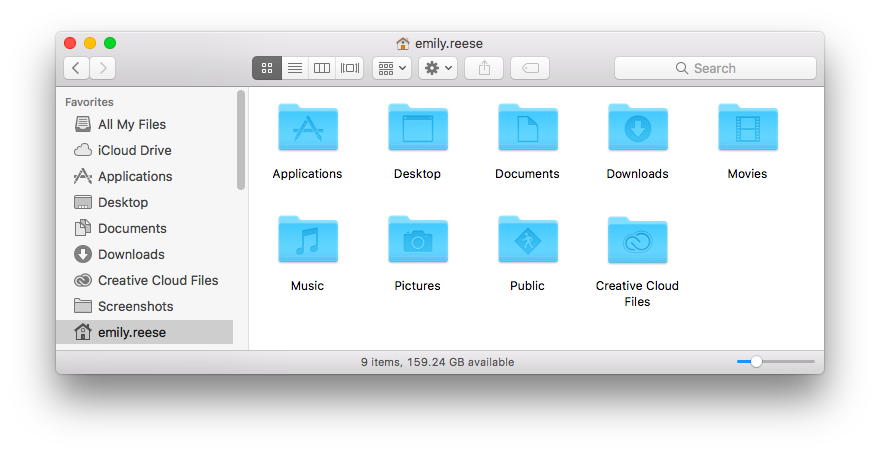 emily.reese
Search
Favorites
All My Files
iCloud Drive
Applications
Desktop
Documents
Downloads
Creative Cloud Files
Screenshots
emily.reese
Applications
Desktop
Documents
Downloads
Movies
Music
Pictures
Public
Creative Cloud
Files
9 items, 159.24 GB available